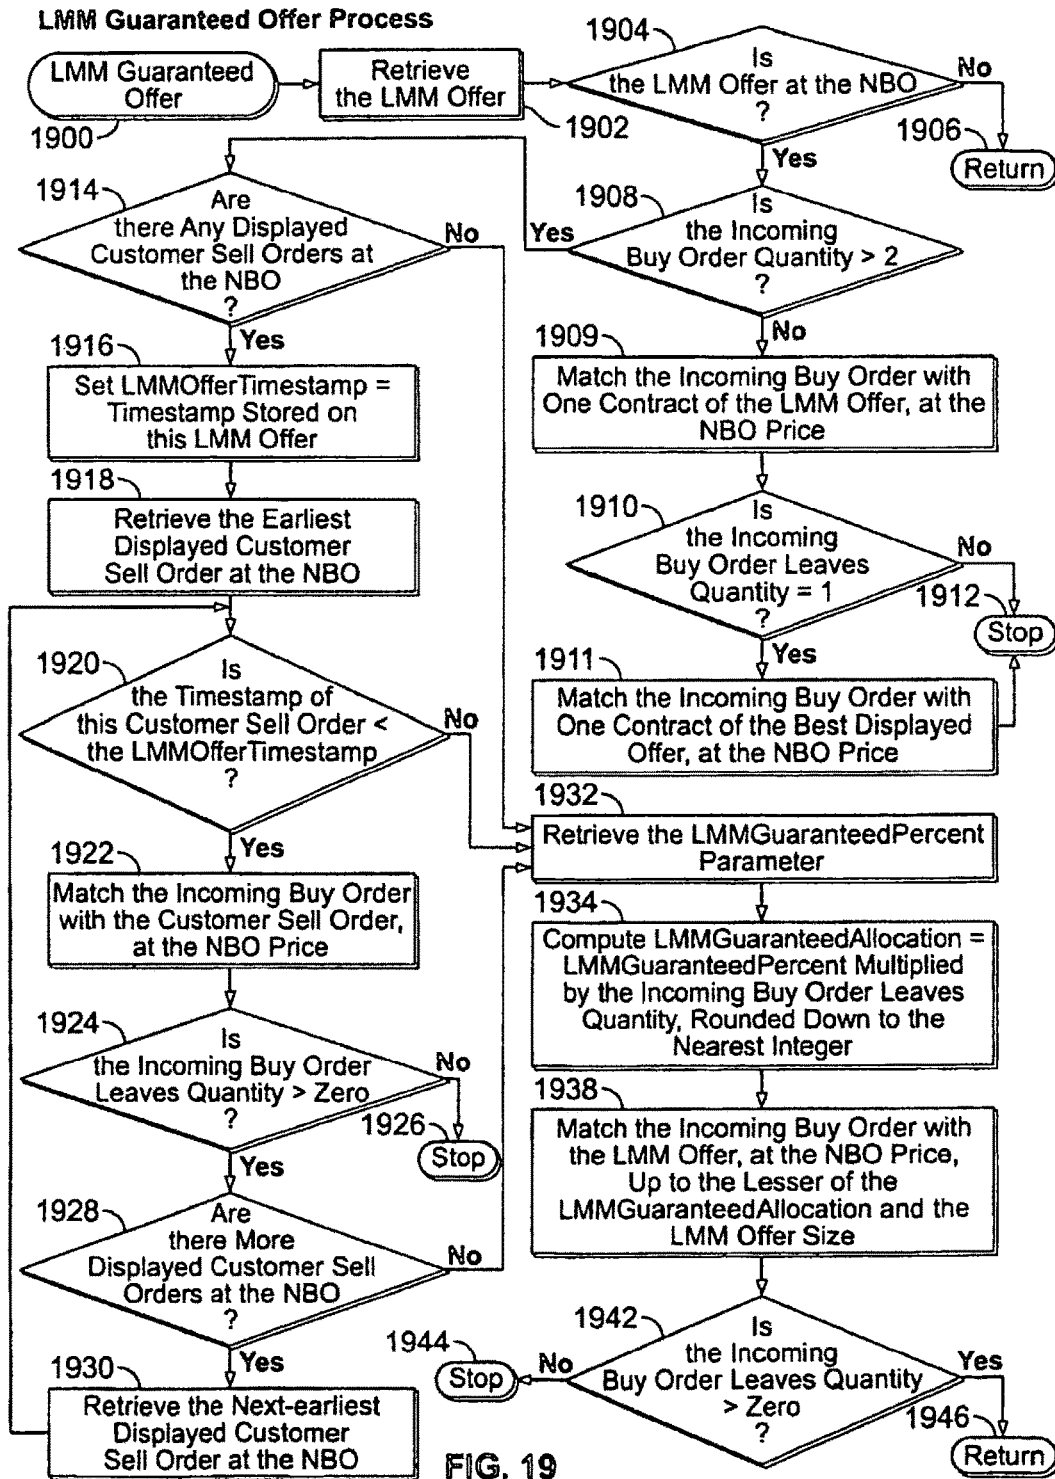 LMM Guaranteed Offer Process
LMM Guaranteed
Offer
1900
Retrieve
the LMM Offer
1902
1904
Is
the LMM Offer at the NBO
?
No
1906
Return
Yes
1908
Is
the Incoming
Buy Order Quantity > 2
?
Yes
No
1909
Match the Incoming Buy Order with
One Contract of the LMM Offer, at the
NBO Price
1910
Is
the Incoming
Buy Order Leaves
Quantity = 1
?
No
1912
Stop
Yes
1911
Match the Incoming Buy Order with
One Contract of the Best Displayed
Offer, at the NBO Price
1914
Are
there Any Displayed
Customer Sell Orders at
the NBO
?
No
Yes
1916
Set LMMOfferTimestamp =
Timestamp Stored on
this LMM Offer
1918
Retrieve the Earliest
Displayed Customer
Sell Order at the NBO
1920
Is
the Timestamp of
this Customer Sell Order <
the LMMOfferTimestamp
?
No
Yes
1922
Match the Incoming Buy Order
with the Customer Sell Order,
at the NBO Price
1924
Is
the Incoming Buy Order
Leaves Quantity > Zero
?
No
1926
Stop
Yes
1928
Are
there More
Displayed Customer Sell
Orders at the NBO
?
No
Yes
1930
Retrieve the Next-earliest
Displayed Customer
Sell Order at the NBO
1932
Retrieve the LMMGuaranteedPercent
Parameter
1934
Compute LMMGuaranteedAllocation =
LMMGuaranteedPercent Multiplied
by the Incoming Buy Order Leaves
Quantity, Rounded Down to the
Nearest Integer
1938
Match the Incoming Buy Order with
the LMM Offer, at the NBO Price,
Up to the Lesser of the
LMMGuaranteedAllocation and the
LMM Offer Size
1942
Is
the Incoming
Buy Order Leaves Quantity
> Zero
?
No
1944
Stop
Yes
1946
Return
FIG. 19